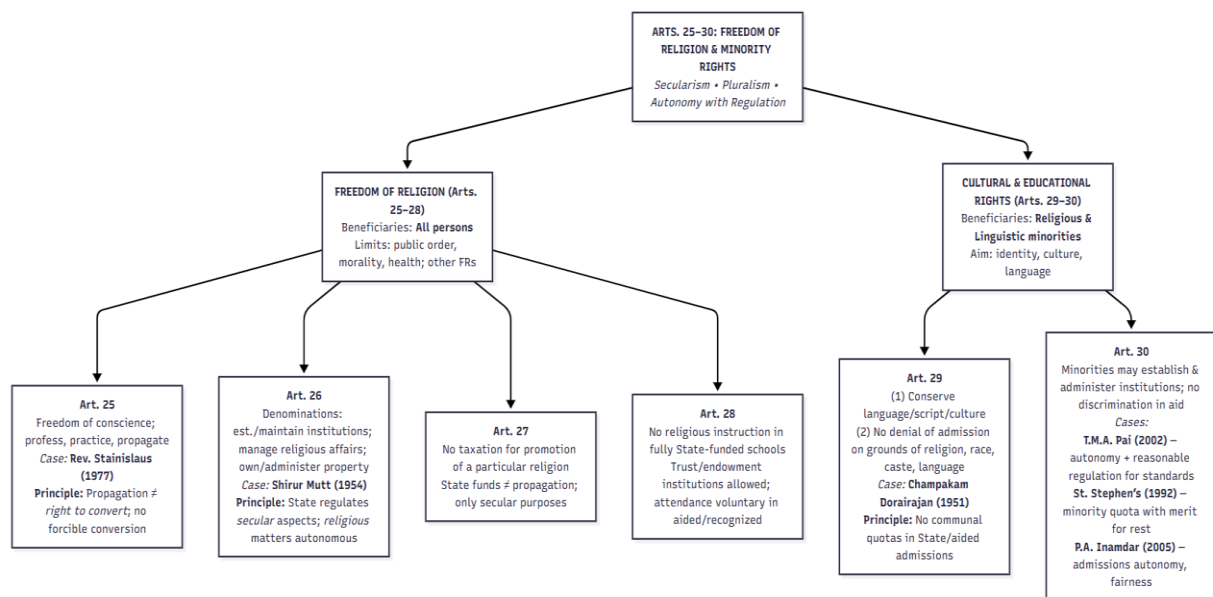 ARTS. 25–30: FREEDOM OF
RELIGION & MINORITY
RIGHTS
Secularism • Pluralism •
Autonomy with Regulation
FREEDOM OF RELIGION (Arts.
25–28)
Beneficiaries: All persons
Limits: public order,
morality, health; other FRs
CULTURAL & EDUCATIONAL
RIGHTS (Arts. 29–30)
Beneficiaries: Religious &
Linguistic minorities
Aim: identity, culture,
language
Art. 25
Freedom of conscience;
profess, practice, propagate
Case: Rev. Stainislaus
(1977)
Principle: Propagation ≠
right to convert; no
forcible conversion
Art. 26
Denominations:
est./maintain institutions;
manage religious affairs;
own/administer property
Case: Shirur Mutt (1954)
Principle: State regulates
secular aspects; religious
matters autonomous
Art. 27
No taxation for promotion
of a particular religion
State funds ≠ propagation;
only secular purposes
Art. 28
No religious instruction in
fully State-funded schools
Trust/endowment
institutions allowed;
attendance voluntary in
aided/recognized
Art. 29
(1) Conserve
language/script/culture
(2) No denial of admission
on grounds of religion, race,
caste, language
Case: Champakam
Dorairajan (1951)
Principle: No communal
quotas in State/aided
admissions
Art. 30
Minorities may establish &
administer institutions; no
discrimination in aid
Cases:
T.M.A. Pai (2002) –
autonomy + reasonable
regulation for standards
St. Stephen's (1992) –
minority quota with merit
for rest
P.A. Inamdar (2005) –
admissions autonomy,
fairness